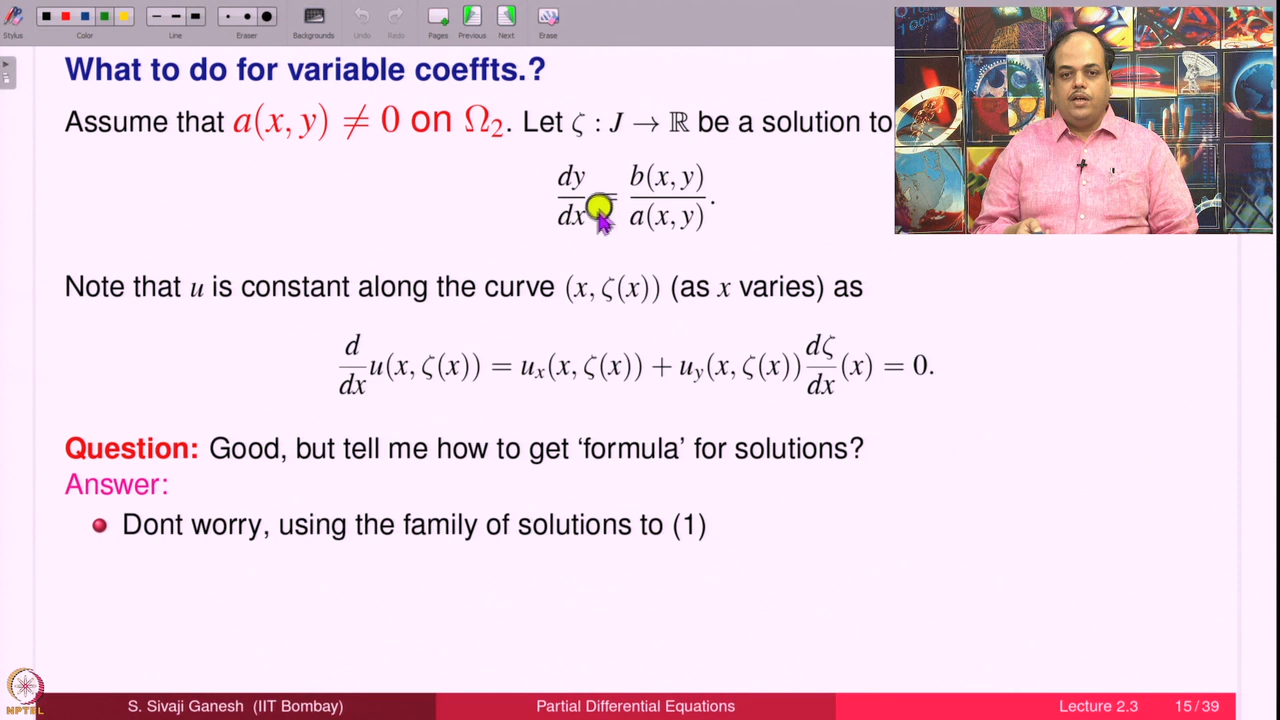 Stylus Color Line Eraser Backgrounds Undo Redo Pages Previous Next Erase
What to do for variable coeffts.?
Assume that a(x, y) ≠ 0 on Ω₂. Let ζ : J → ℝ be a solution to
dy/dx = b(x, y)/a(x, y).
Note that u is constant along the curve (x, ζ(x)) (as x varies) as
d/dx u(x, ζ(x)) = uₓ(x, ζ(x)) + u_y(x, ζ(x)) dζ/dx (x) = 0.
Question: Good, but tell me how to get ‘formula’ for solutions?
Answer:
Dont worry, using the family of solutions to (1)
NPTEL
S. Sivaji Ganesh (IIT Bombay) Partial Differential Equations Lecture 2.3 15/39